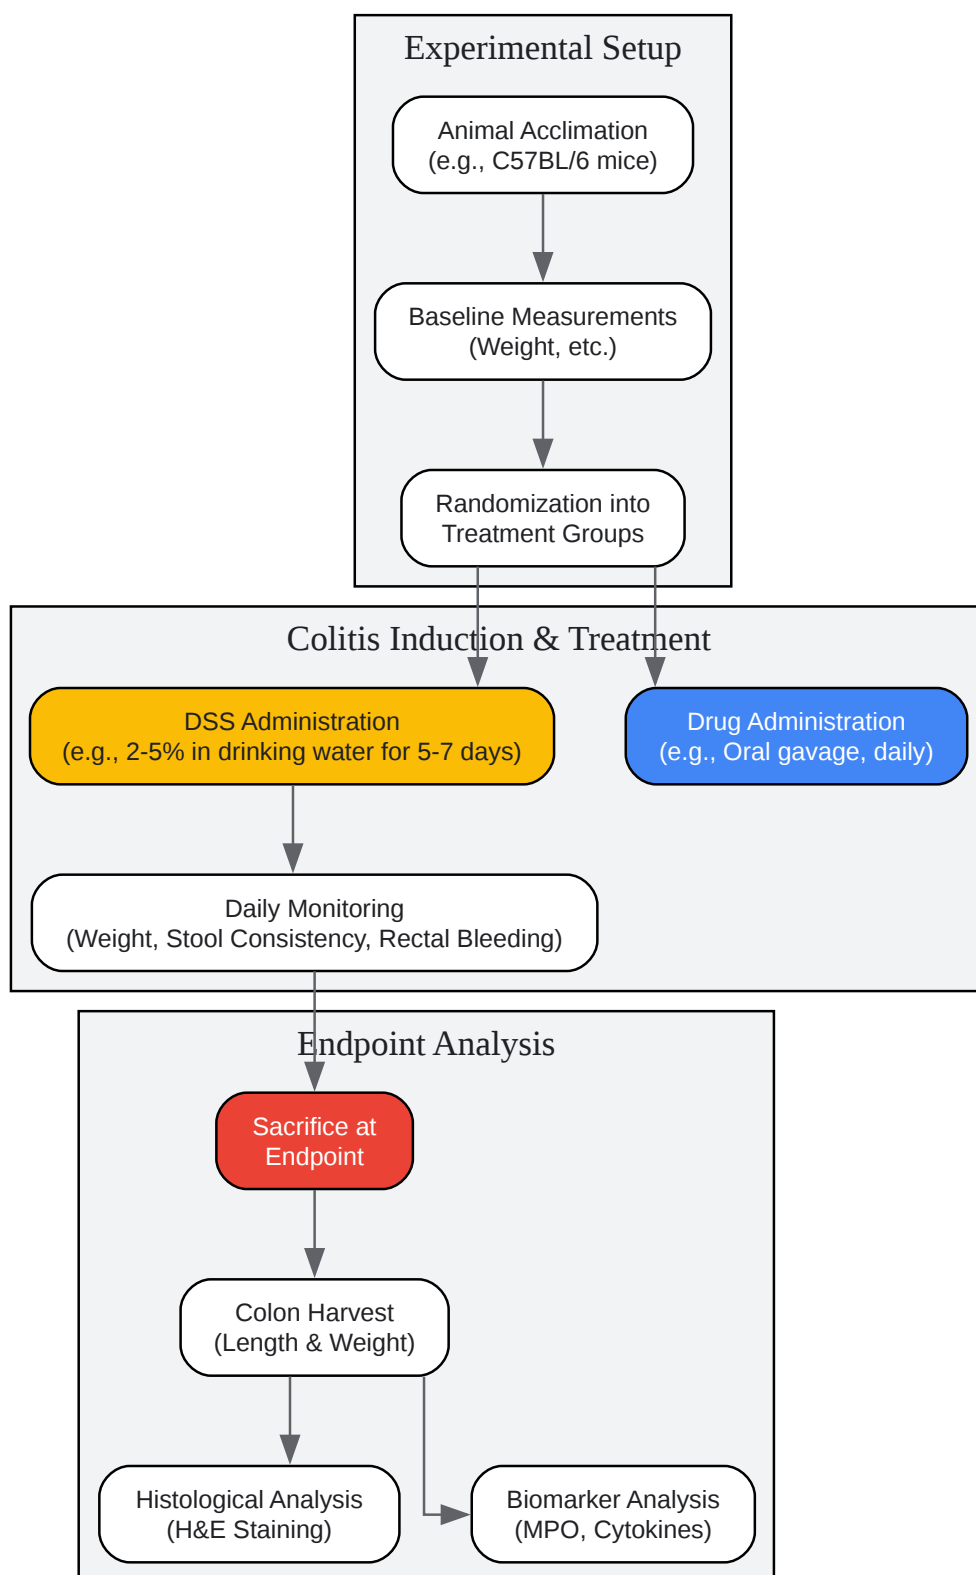 Experimental Setup
Animal Acclimation
(e.g., C57BL/6 mice)
Baseline Measurements
(Weight, etc.)
Randomization into
Treatment Groups
Colitis Induction & Treatment
DSS Administration
(e.g., 2-5% in drinking water for 5-7 days)
Drug Administration
(e.g., Oral gavage, daily)
Daily Monitoring
(Weight, Stool Consistency, Rectal Bleeding)
Endpoint Analysis
Sacrifice at
Endpoint
Colon Harvest
(Length & Weight)
Histological Analysis
(H&E Staining)
Biomarker Analysis
(MPO, Cytokines)